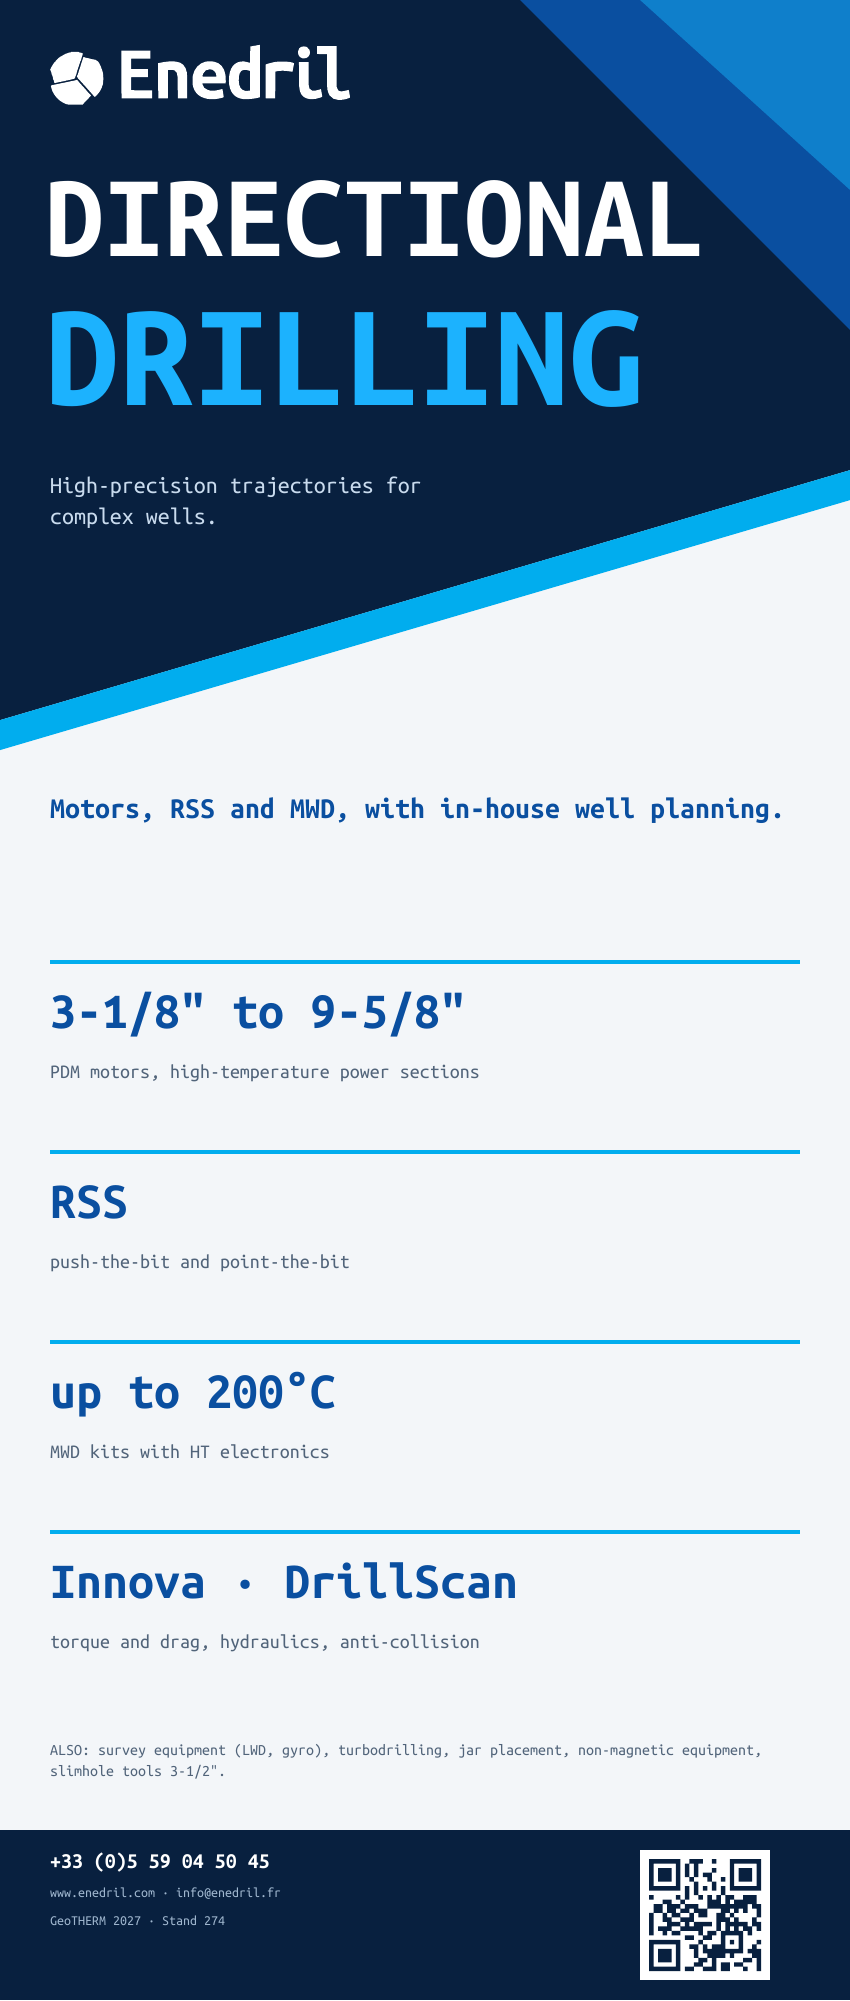 Enedril
DIRECTIONAL
DRILLING
High-precision trajectories for
complex wells.
Motors, RSS and MWD, with in-house well planning.
3-1/8" to 9-5/8"
PDM motors, high-temperature power sections
RSS
push-the-bit and point-the-bit
up to 200°C
MWD kits with HT electronics
Innova · DrillScan
torque and drag, hydraulics, anti-collision
ALSO: survey equipment (LWD, gyro), turbodrilling, jar placement, non-magnetic equipment,
slimhole tools 3-1/2".
+33 (0)5 59 04 50 45
www.enedril.com · info@enedril.fr
GeoTHERM 2027 · Stand 274